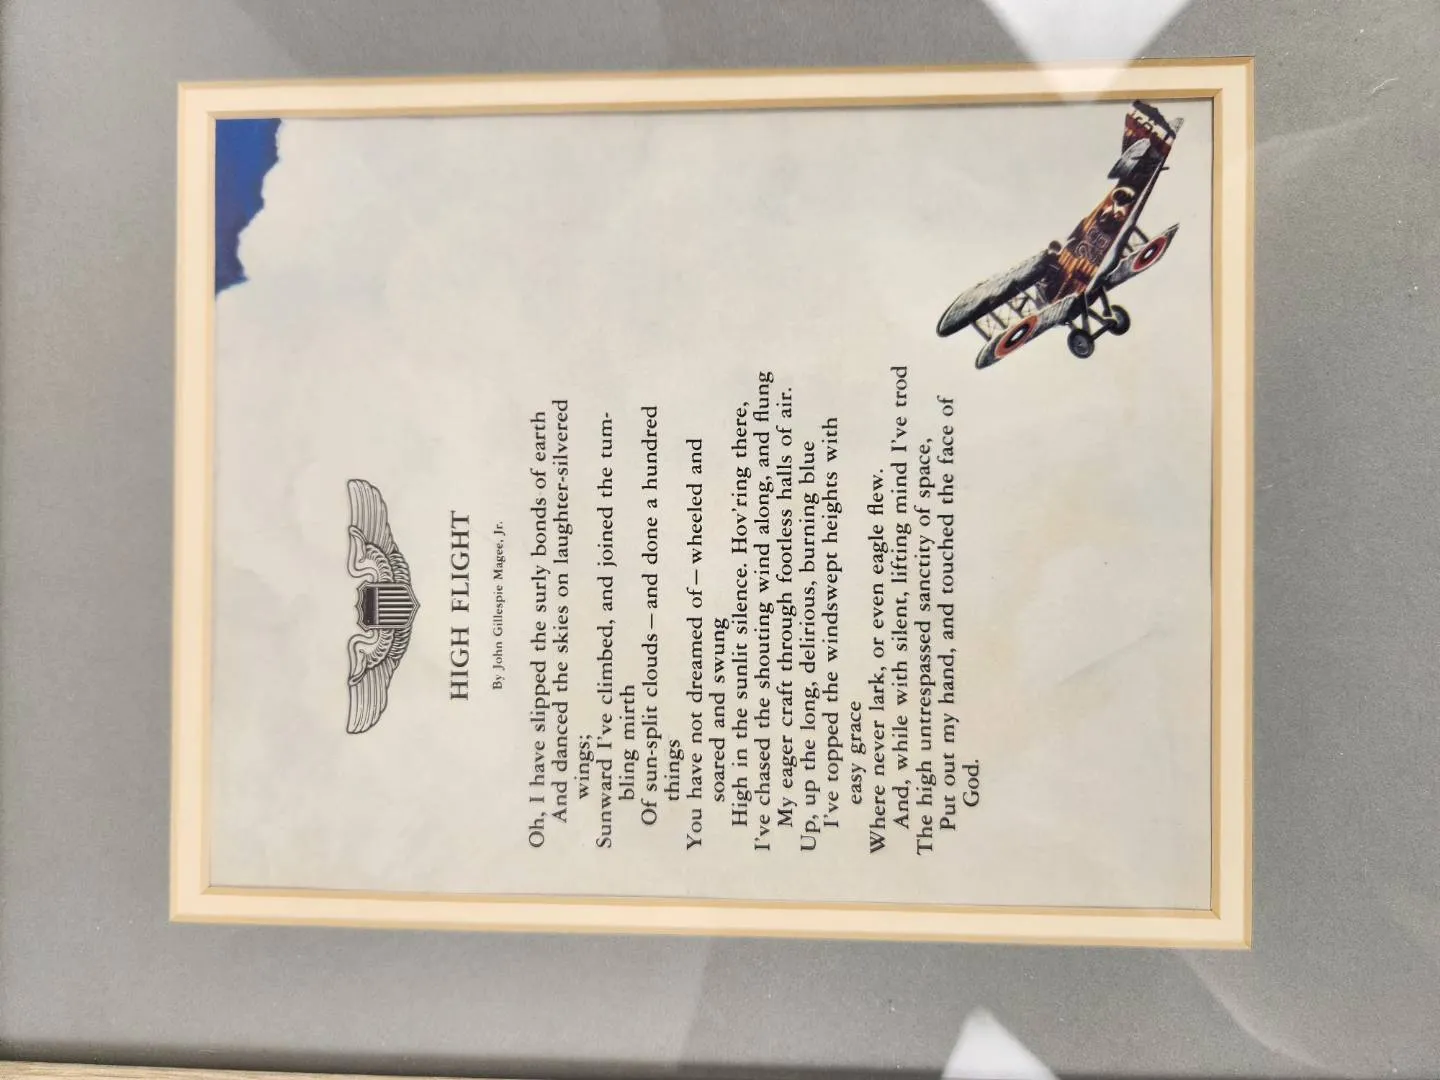 HIGH FLIGHT
By John Gillespie Magee, Jr.
Oh, I have slipped the surly bonds of earth
And danced the skies on laughter-silvered
wings;
Sunward I've climbed, and joined the tum-
bling mirth
Of sun-split clouds—and done a hundred
things
You have not dreamed of—wheeled and
soared and swung
High in the sunlit silence. Hov'ring there,
I've chased the shouting wind along, and flung
My eager craft through footless halls of air.
Up, up the long, delirious, burning blue
I've topped the windswept heights with
easy grace
Where never lark, or even eagle flew.
And, while with silent, lifting mind I've trod
The high untrespassed sanctity of space,
Put out my hand, and touched the face of
God.